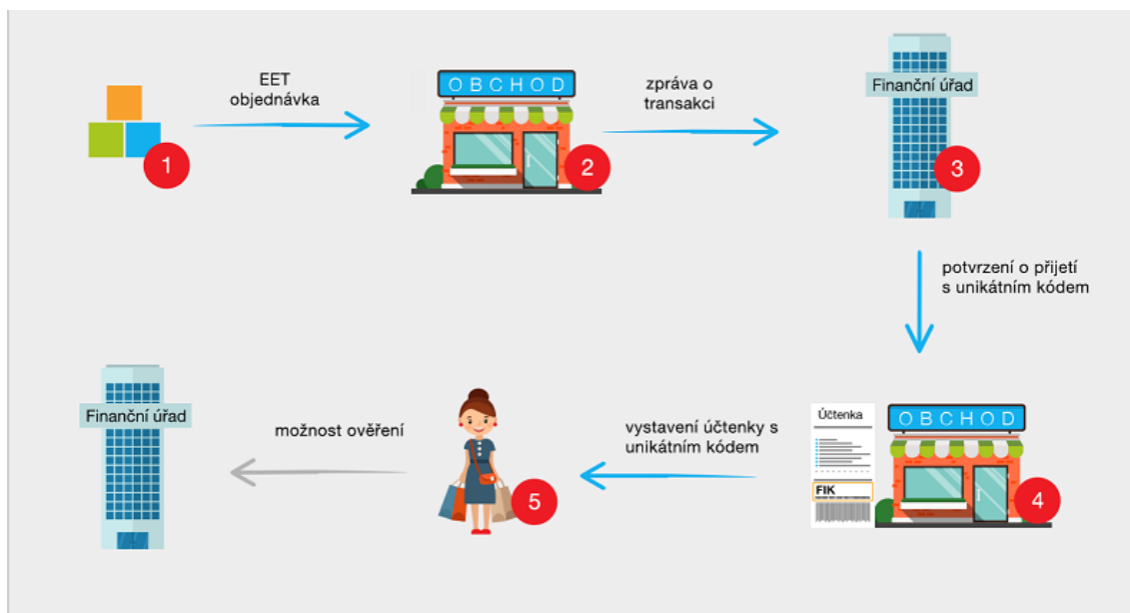 EET
objednávka
OBCHOD
zpráva o
transakci
Finanční úřad
1
2
3
potvrzení o přijetí
s unikátním kódem
Finanční úřad
možnost ověření
vystavení účtenky s
unikátním kódem
Účtenka
FIK
OBCHOD
5
4